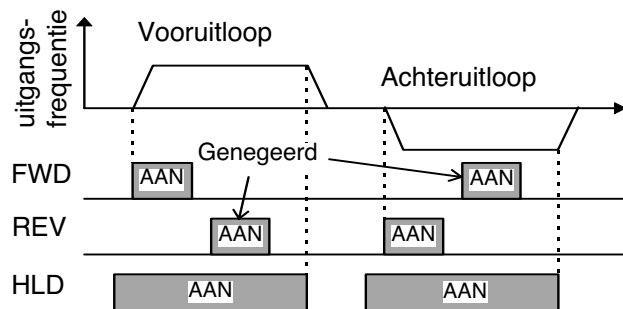 Vooruitloop
Achteruitloop
uitgangs-
frequentie
Genegeerd
FWD
AAN
AAN
REV
AAN
AAN
HLD
AAN
AAN